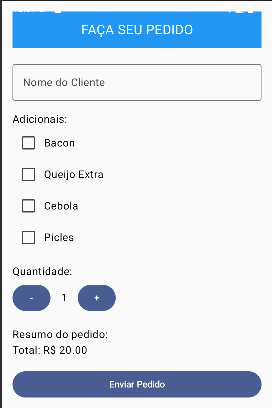 FAÇA SEU PEDIDO
Nome do Cliente
Adicionais:
Bacon
Queijo Extra
Cebola
Picles
Quantidade:
- 1 +
Resumo do pedido:
Total: R$ 20.00
Enviar Pedido